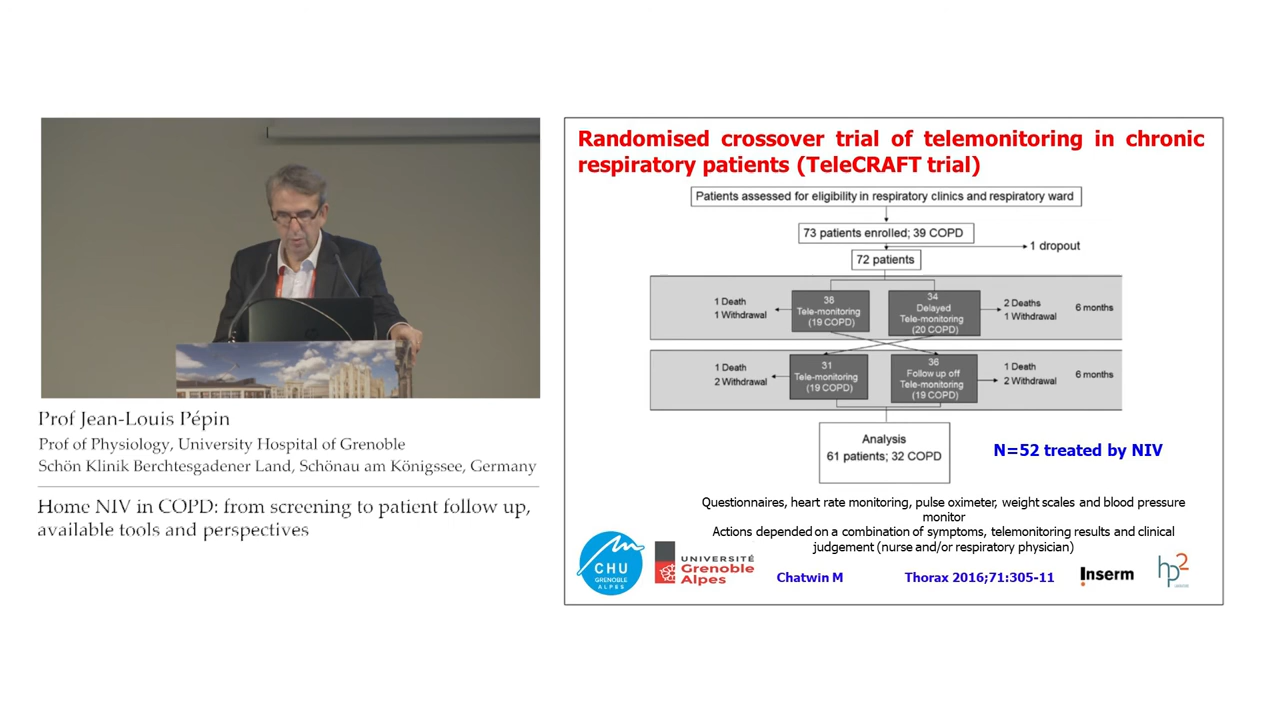 Prof Jean-Louis Pépin
Prof of Physiology, University Hospital of Grenoble
Schön Klinik Berchtesgadener Land, Schönau am Königssee, Germany
Home NIV in COPD: from screening to patient follow up,
available tools and perspectives
Randomised crossover trial of telemonitoring in chronic
respiratory patients (TeleCRAFT trial)
Patients assessed for eligibility in respiratory clinics and respiratory ward
73 patients enrolled; 39 COPD
1 dropout
72 patients
1 Death
1 Withdrawal
38
Tele-monitoring
(19 COPD)
34
Delayed
Tele-monitoring
(20 COPD)
2 Deaths
1 Withdrawal
6 months
1 Death
2 Withdrawal
31
Tele-monitoring
(19 COPD)
36
Follow up off
Tele-monitoring
(19 COPD)
1 Death
2 Withdrawal
6 months
Analysis
61 patients; 32 COPD
N=52 treated by NIV
Questionnaires, heart rate monitoring, pulse oximeter, weight scales and blood pressure
monitor
Actions depended on a combination of symptoms, telemonitoring results and clinical
judgement (nurse and/or respiratory physician)
CHU
GRENOBLE
ALPES
UNIVERSITÉ
Grenoble
Alpes
Chatwin M
Thorax 2016;71:305-11
Inserm
hp2